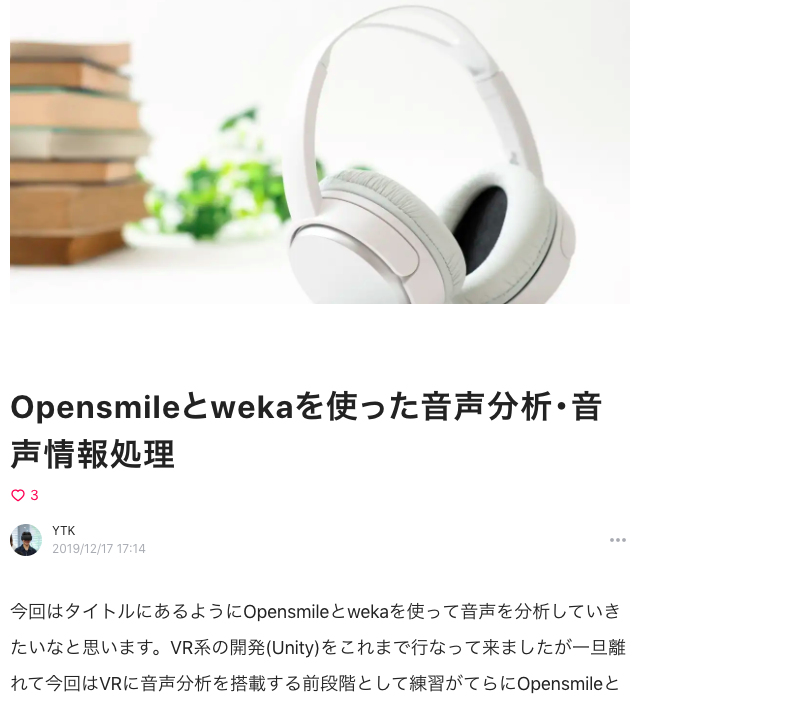 Opensmileとwekaを使った音声分析・音
声情報処理
3
YTK
2019/12/17 17:14
今回はタイトルにあるようにOpensmileとwekaを使って音声を分析していき
たいなと思います。VR系の開発(Unity)をこれまで行なって来ましたが一旦離
れて今回はVRに音声分析を搭載する前段階として練習がてらにOpensmileと